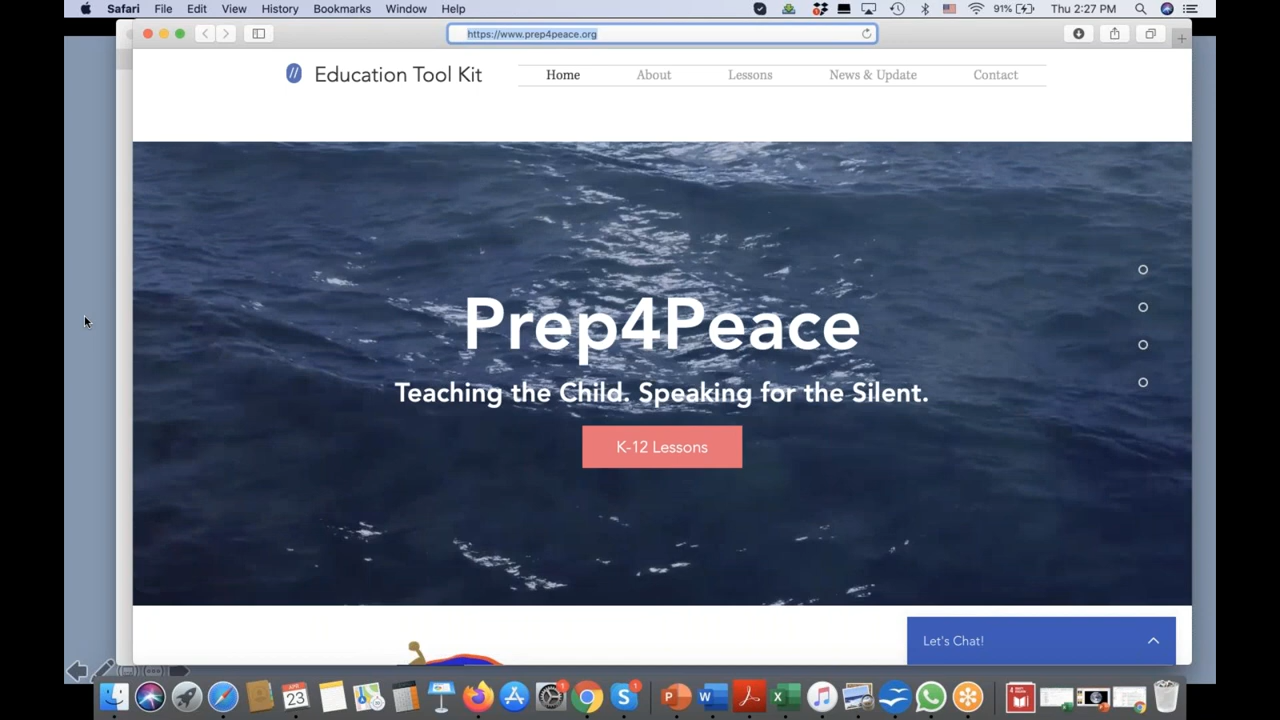 Safari File Edit View History Bookmarks Window Help 91% Thu 2:27 PM
https://www.prep4peace.org
Education Tool Kit Home About Lessons News & Update Contact
Prep4Peace
Teaching the Child. Speaking for the Silent.
K-12 Lessons
Let's Chat!
APR
23